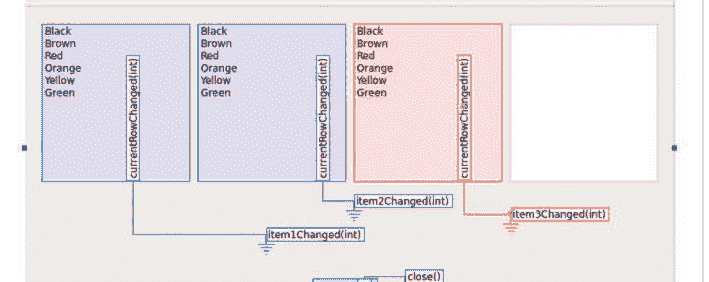 Black
Brown
Red
Orange
Yellow
Green
currentRowChanged(int)
Black
Brown
Red
Orange
Yellow
Green
currentRowChanged(int)
Black
Brown
Red
Orange
Yellow
Green
currentRowChanged(int)
item2Changed(int)
item3Changed(int)
item1Changed(int)
close()